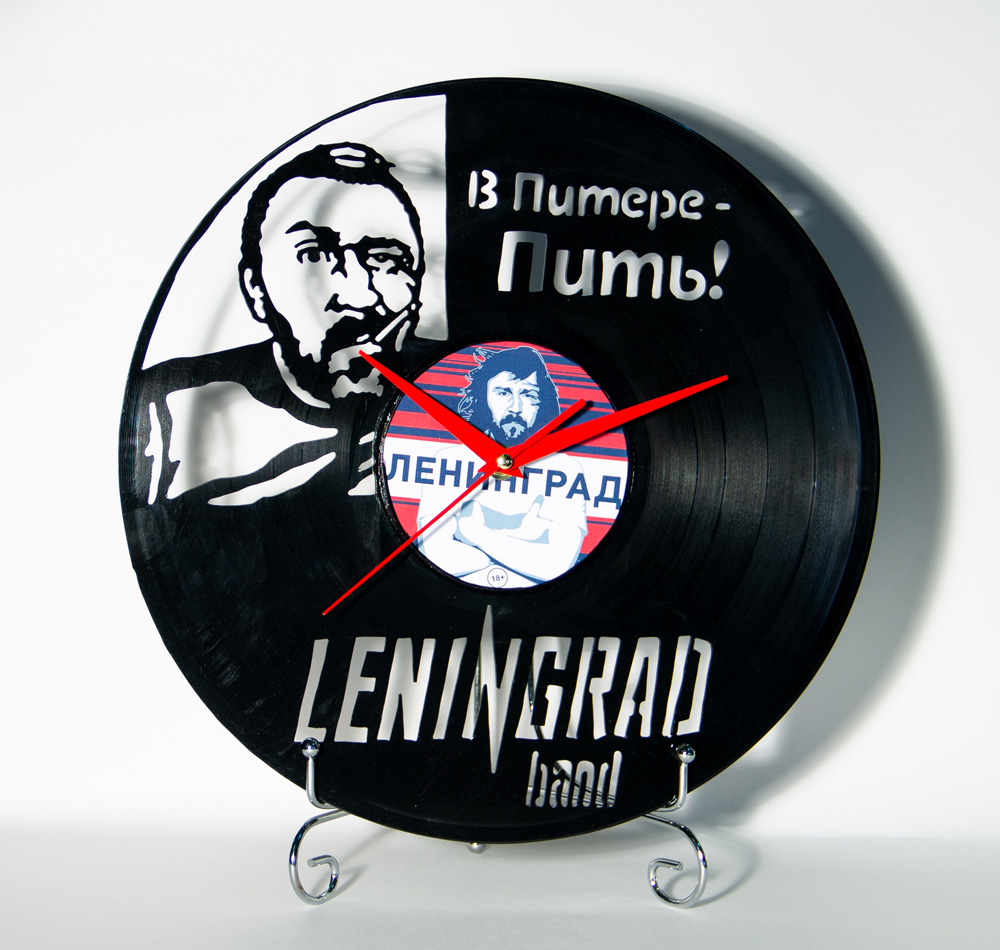 В Питере -
Пить!
ЛЕНИНГРАД
18+
LENINGRAD
band